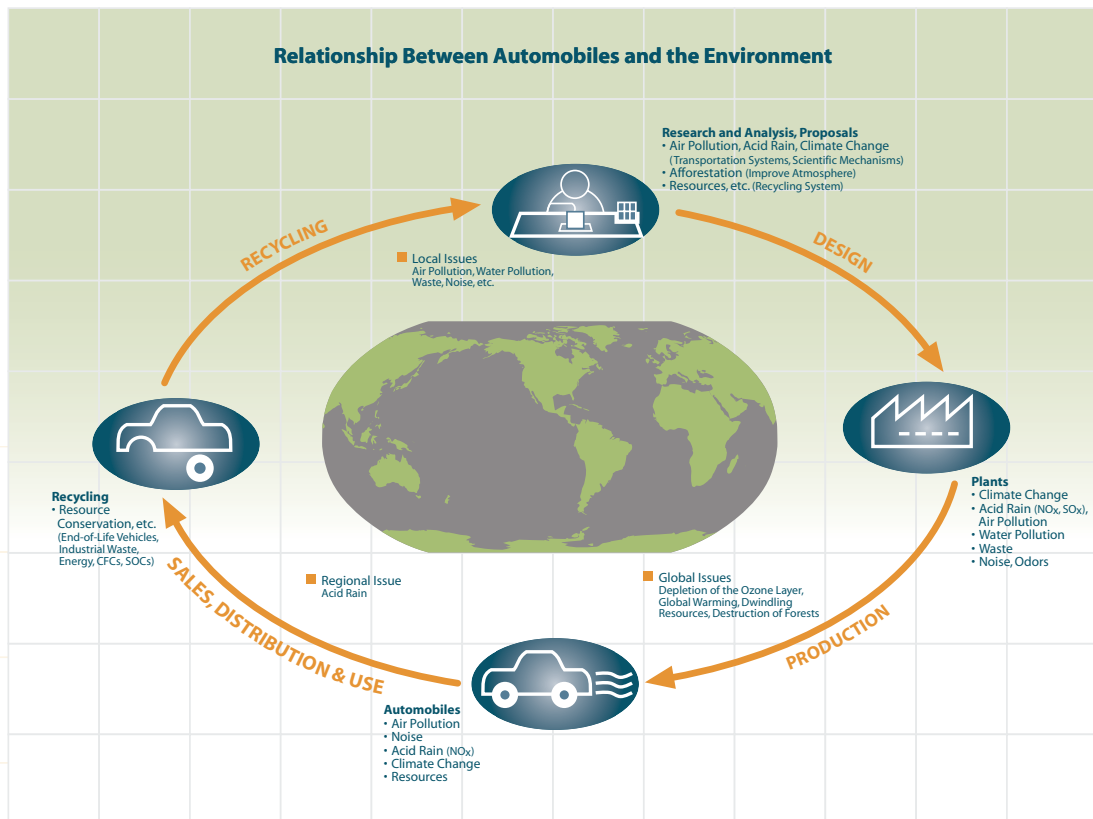 Relationship Between Automobiles and the Environment
Research and Analysis, Proposals
• Air Pollution, Acid Rain, Climate Change
(Transportation Systems, Scientific Mechanisms)
• Afforestation (Improve Atmosphere)
• Resources, etc. (Recycling System)
RECYCLING
DESIGN
Local Issues
Air Pollution, Water Pollution,
Waste, Noise, etc.
Plants
• Climate Change
• Acid Rain (NOx, SOx),
Air Pollution
• Water Pollution
• Waste
• Noise, Odors
Recycling
• Resource
Conservation, etc.
(End-of-Life Vehicles,
Industrial Waste,
Energy, CFCs, SOCs)
Regional Issue
Acid Rain
Global Issues
Depletion of the Ozone Layer,
Global Warming, Dwindling
Resources, Destruction of Forests
SALES, DISTRIBUTION & USE
PRODUCTION
Automobiles
• Air Pollution
• Noise
• Acid Rain (NOx)
• Climate Change
• Resources